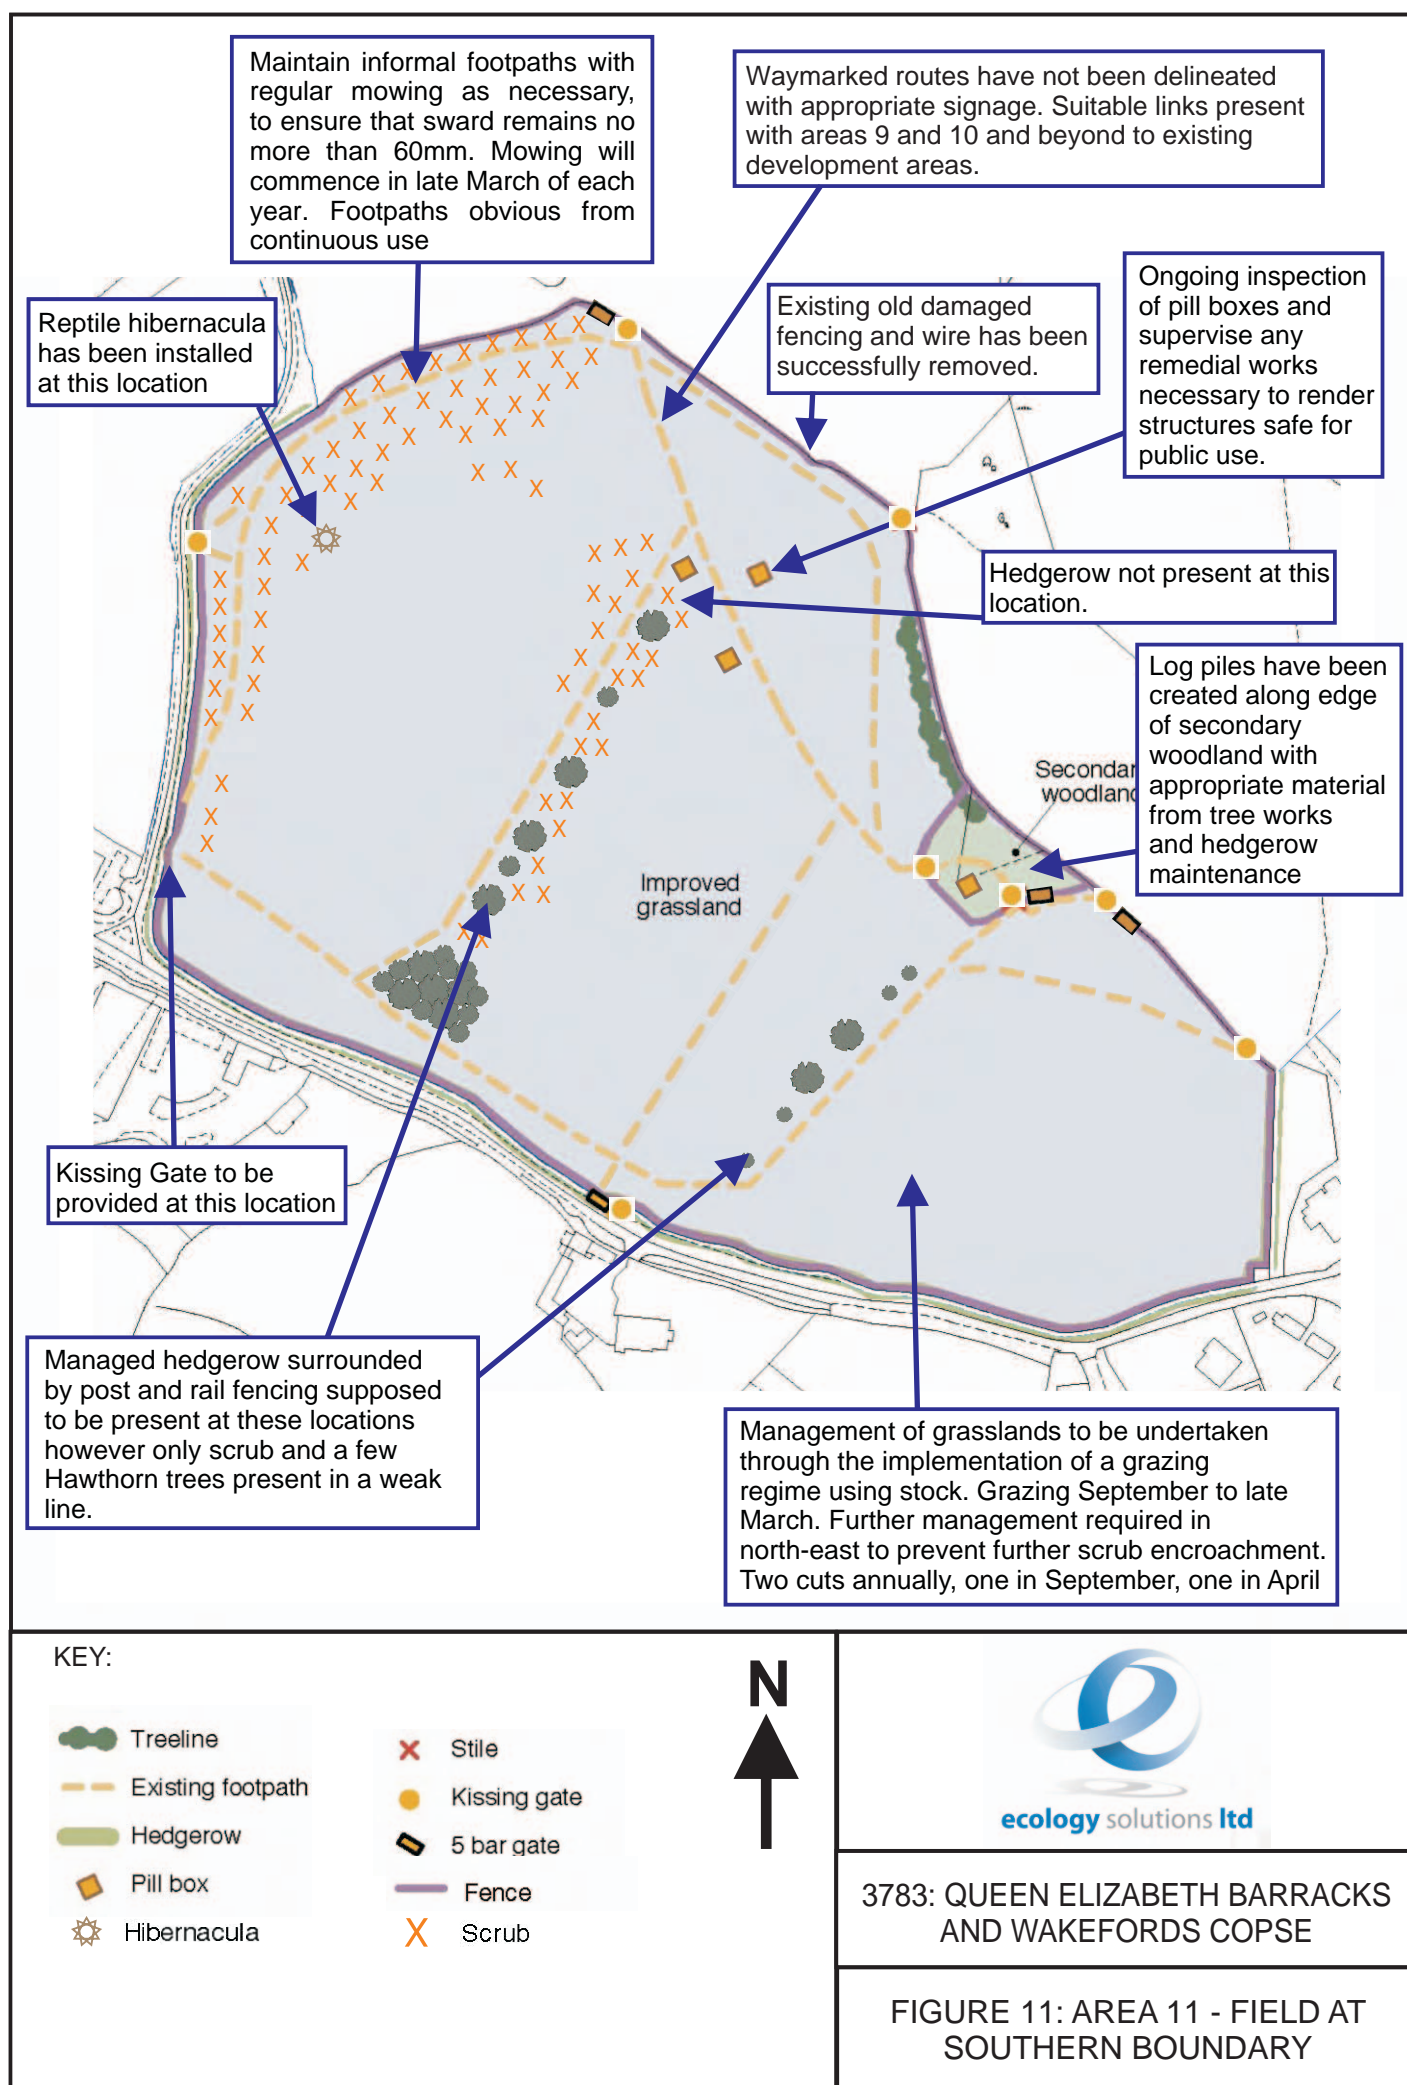 Maintain informal footpaths with
regular mowing as necessary,
to ensure that sward remains no
more than 60mm. Mowing will
commence in late March of each
year. Footpaths obvious from
continuous use
Waymarked routes have not been delineated
with appropriate signage. Suitable links present
with areas 9 and 10 and beyond to existing
development areas.
Reptile hibernacula
has been installed
at this location
Existing old damaged
fencing and wire has been
successfully removed.
Ongoing inspection
of pill boxes and
supervise any
remedial works
necessary to render
structures safe for
public use.
Hedgerow not present at this
location.
Log piles have been
created along edge
of secondary
woodland with
appropriate material
from tree works
and hedgerow
maintenance
Secondar
woodland
Improved
grassland
Kissing Gate to be
provided at this location
Managed hedgerow surrounded
by post and rail fencing supposed
to be present at these locations
however only scrub and a few
Hawthorn trees present in a weak
line.
Management of grasslands to be undertaken
through the implementation of a grazing
regime using stock. Grazing September to late
March. Further management required in
north-east to prevent further scrub encroachment.
Two cuts annually, one in September, one in April
KEY:
Treeline
Existing footpath
Hedgerow
Pill box
Hibernacula
Stile
Kissing gate
5 bar gate
Fence
Scrub
N
ecology solutions ltd
3783: QUEEN ELIZABETH BARRACKS
AND WAKEFORDS COPSE
FIGURE 11: AREA 11 - FIELD AT
SOUTHERN BOUNDARY